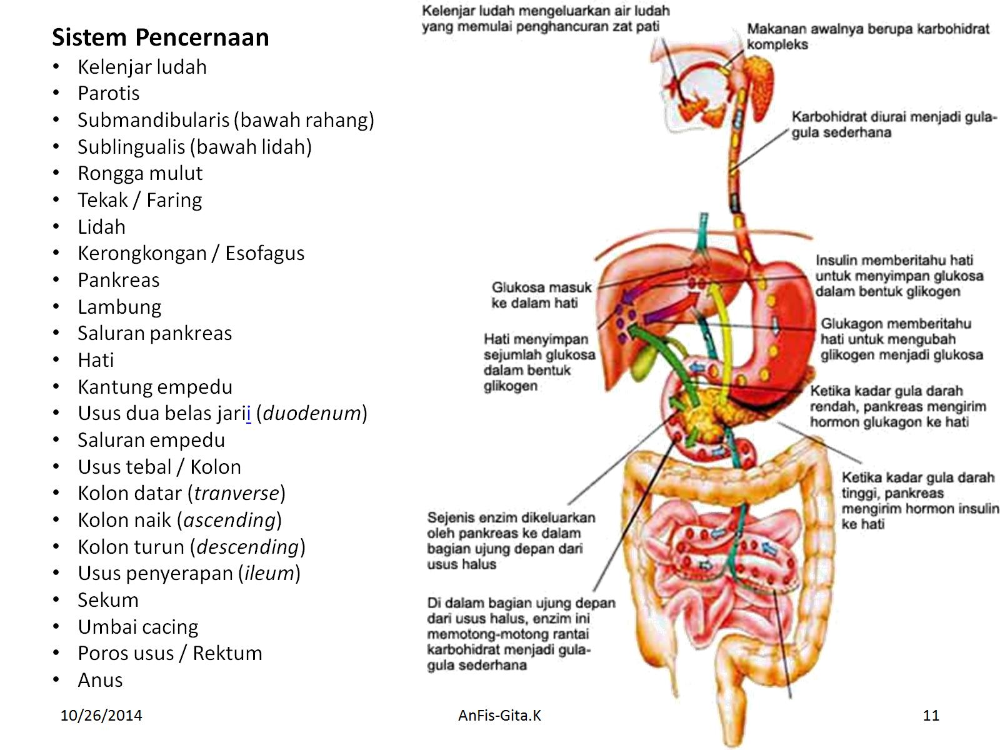 Sistem Pencernaan
• Kelenjar ludah
• Parotis
• Submandibularis (bawah rahang)
• Sublingualis (bawah lidah)
• Rongga mulut
• Tekak / Faring
• Lidah
• Kerongkongan / Esofagus
• Pankreas
• Lambung
• Saluran pankreas
• Hati
• Kantung empedu
• Usus dua belas jarii (duodenum)
• Saluran empedu
• Usus tebal / Kolon
• Kolon datar (tranverse)
• Kolon naik (ascending)
• Kolon turun (descending)
• Usus penyerapan (ileum)
• Sekum
• Umbai cacing
• Poros usus / Rektum
• Anus
Kelenjar ludah mengeluarkan air ludah
yang memulai penghancuran zat pati
Makanan awalnya berupa karbohidrat
kompleks
Karbohidrat diurai menjadi gula-
gula sederhana
Glukosa masuk
ke dalam hati
Hati menyimpan
sejumlah glukosa
dalam bentuk
glikogen
Insulin memberitahu hati
untuk menyimpan glukosa
dalam bentuk glikogen
Glukagon memberitahu
hati untuk mengubah
glikogen menjadi glukosa
Ketika kadar gula darah
rendah, pankreas mengirim
hormon glukagon ke hati
Ketika kadar gula darah
tinggi, pankreas
mengirim hormon insulin
ke hati
Sejenis enzim dikeluarkan
oleh pankreas ke dalam
bagian ujung depan dari
usus halus
Di dalam bagian ujung depan
dari usus halus, enzim ini
memotong-motong rantai
karbohidrat menjadi gula-
gula sederhana
10/26/2014
AnFis-Gita.K
11